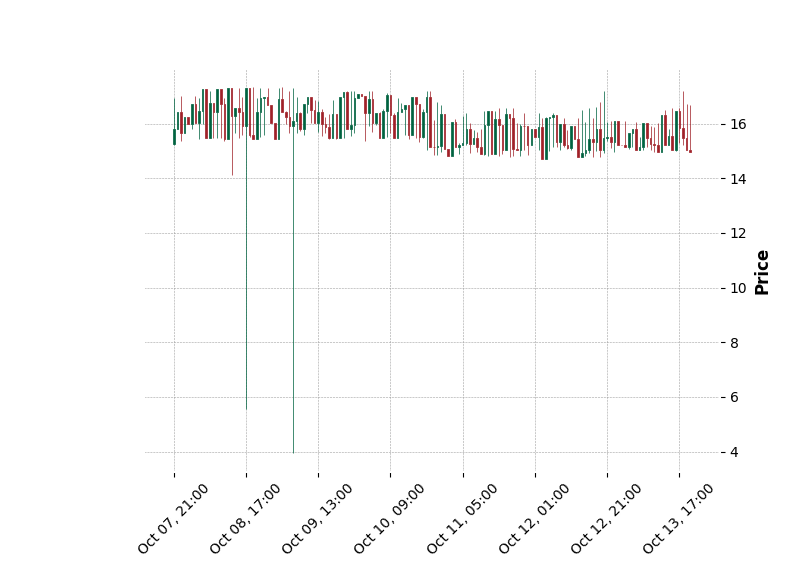 16
14
12
10
8
6
4
Price
Oct 07, 21:00
Oct 08, 17:00
Oct 09, 13:00
Oct 10, 09:00
Oct 11, 05:00
Oct 12, 01:00
Oct 12, 21:00
Oct 13, 17:00